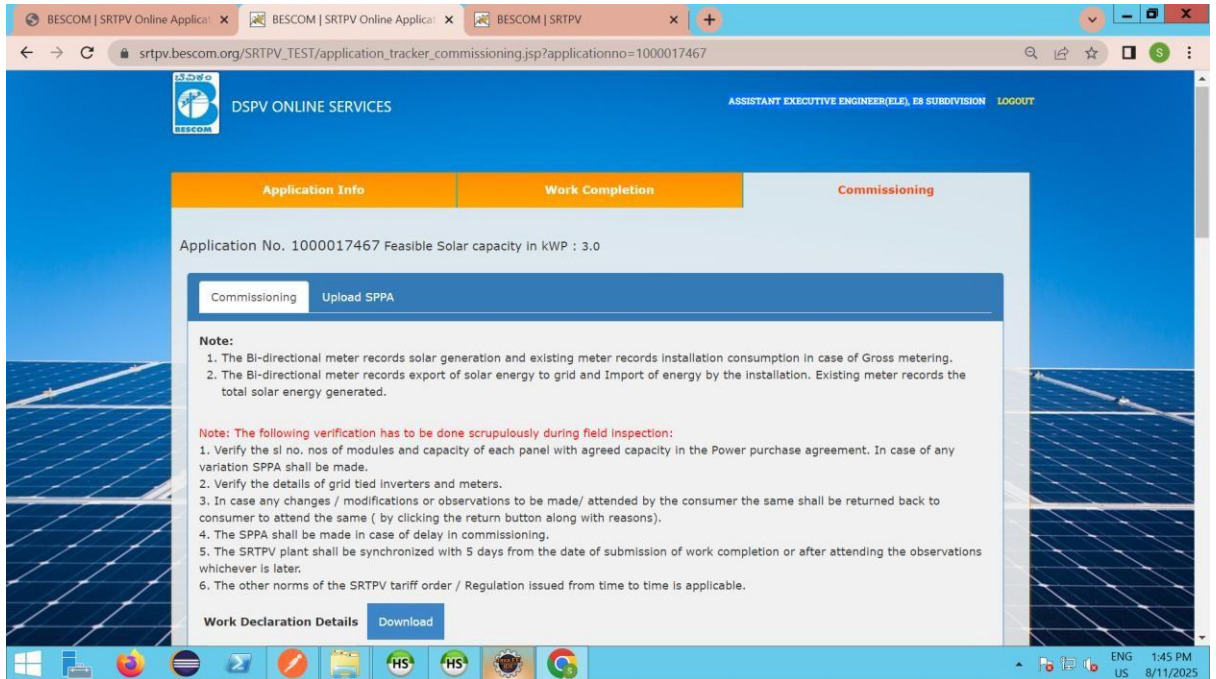 BESCOM | SRTPV Online Applicat
BESCOM | SRTPV Online Applicat
BESCOM | SRTPV
srtpv.bescom.org/SRTPV_TEST/application_tracker_commissioning.jsp?applicationno=1000017467
S
ಬೆವಿಕಂ
BESCOM
DSPV ONLINE SERVICES
ASSISTANT EXECUTIVE ENGINEER(ELE), E8 SUBDIVISION LOGOUT
Application Info
Work Completion
Commissioning
Application No. 1000017467 Feasible Solar capacity in kWP : 3.0
Commissioning
Upload SPPA
Note:
1. The Bi-directional meter records solar generation and existing meter records installation consumption in case of Gross metering.
2. The Bi-directional meter records export of solar energy to grid and Import of energy by the installation. Existing meter records the
total solar energy generated.
Note: The following verification has to be done scrupulously during field inspection:
1. Verify the sl no. nos of modules and capacity of each panel with agreed capacity in the Power purchase agreement. In case of any
variation SPPA shall be made.
2. Verify the details of grid tied inverters and meters.
3. In case any changes / modifications or observations to be made/ attended by the consumer the same shall be returned back to
consumer to attend the same ( by clicking the return button along with reasons).
4. The SPPA shall be made in case of delay in commissioning.
5. The SRTPV plant shall be synchronized with 5 days from the date of submission of work completion or after attending the observations
whichever is later.
6. The other norms of the SRTPV tariff order / Regulation issued from time to time is applicable.
Work Declaration Details
Download
HS
HS
ENG
US
1:45 PM
8/11/2025